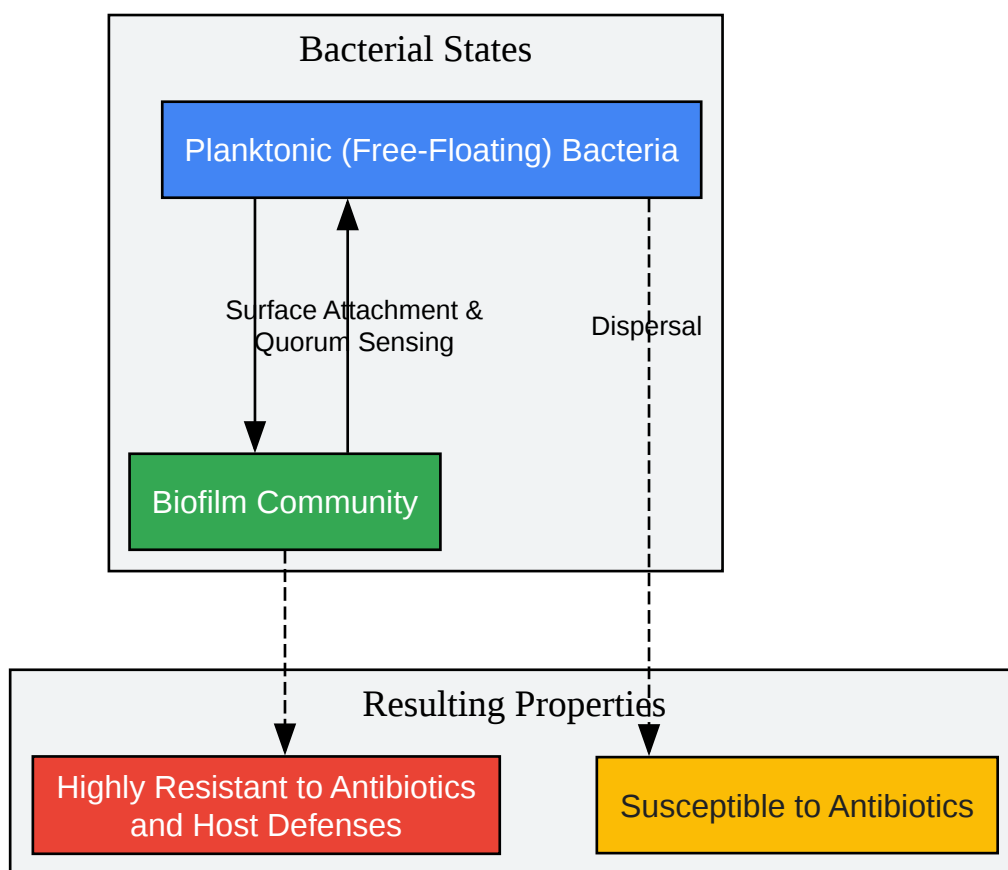 Bacterial States
Planktonic (Free-Floating) Bacteria
Surface Attachment &
Quorum Sensing
Dispersal
Biofilm Community
Resulting Properties
Highly Resistant to Antibiotics
and Host Defenses
Susceptible to Antibiotics